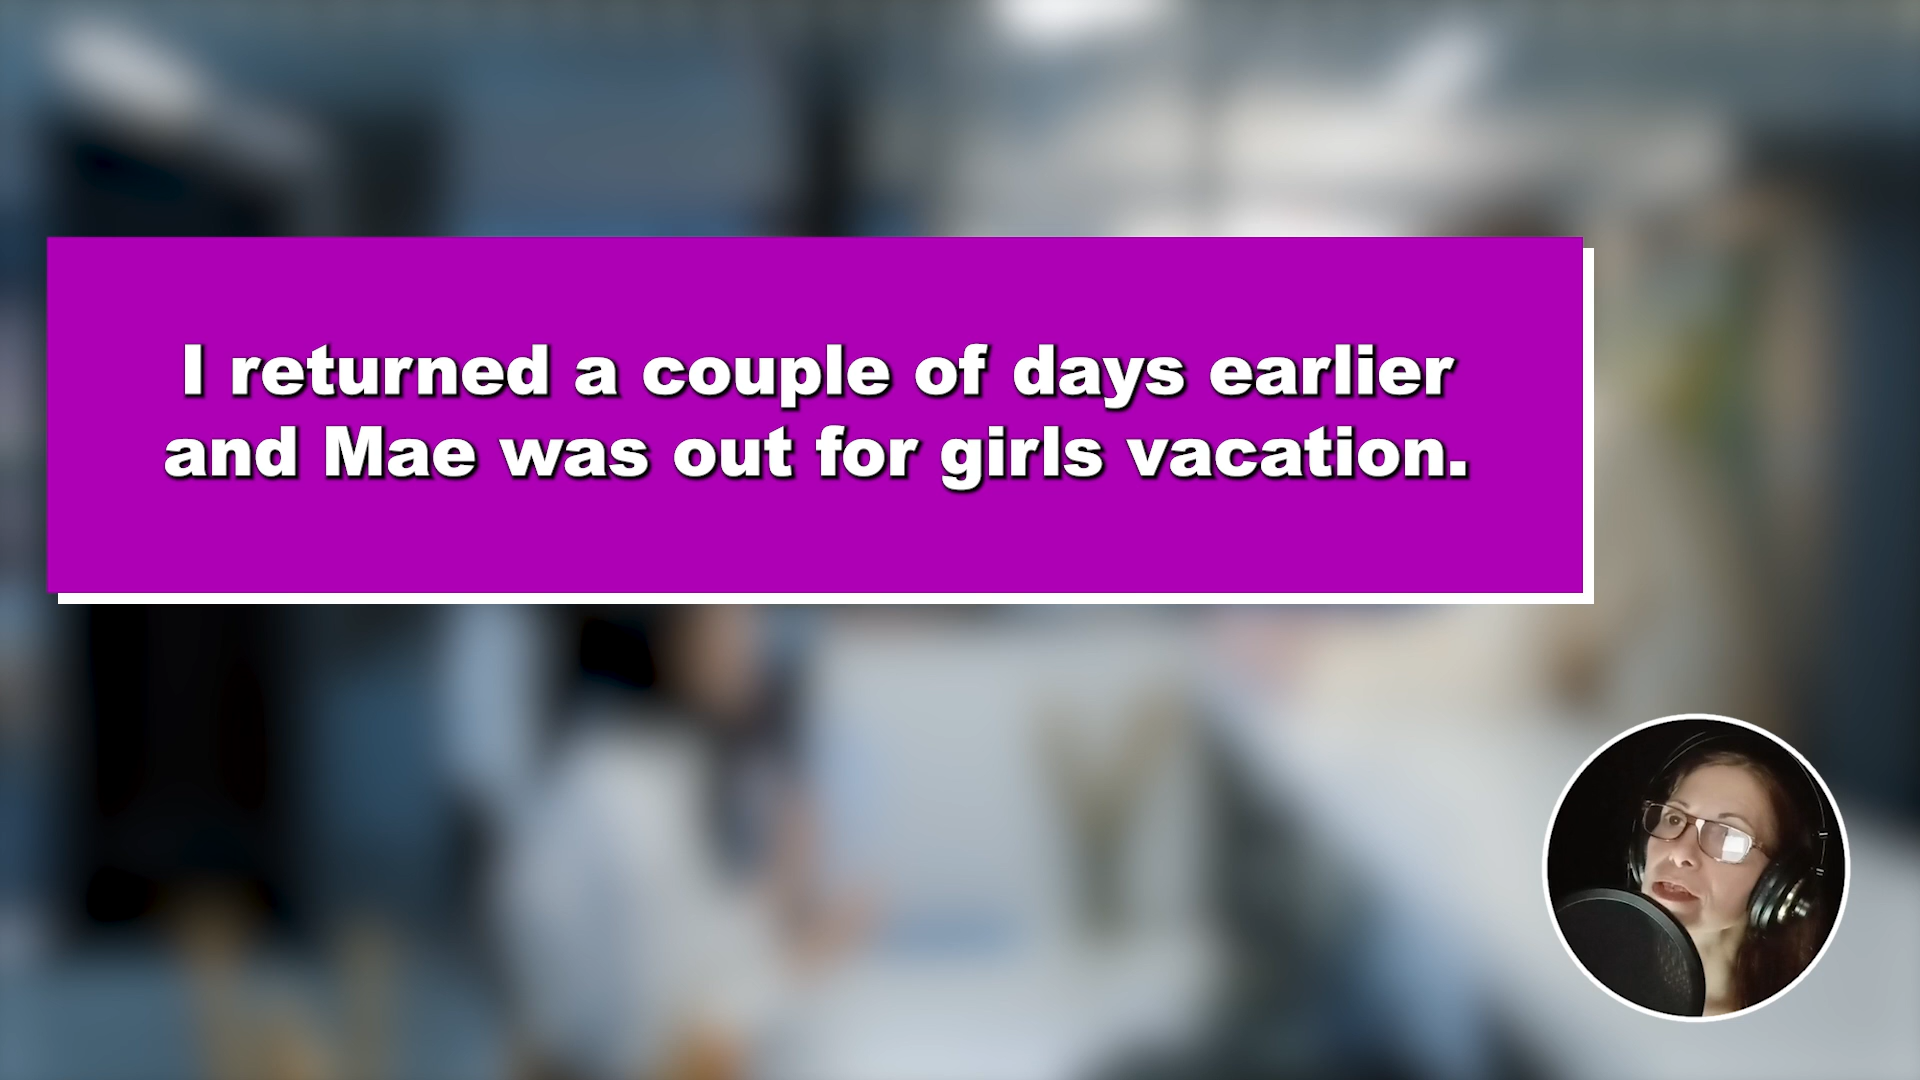 I returned a couple of days earlier
and Mae was out for girls vacation.